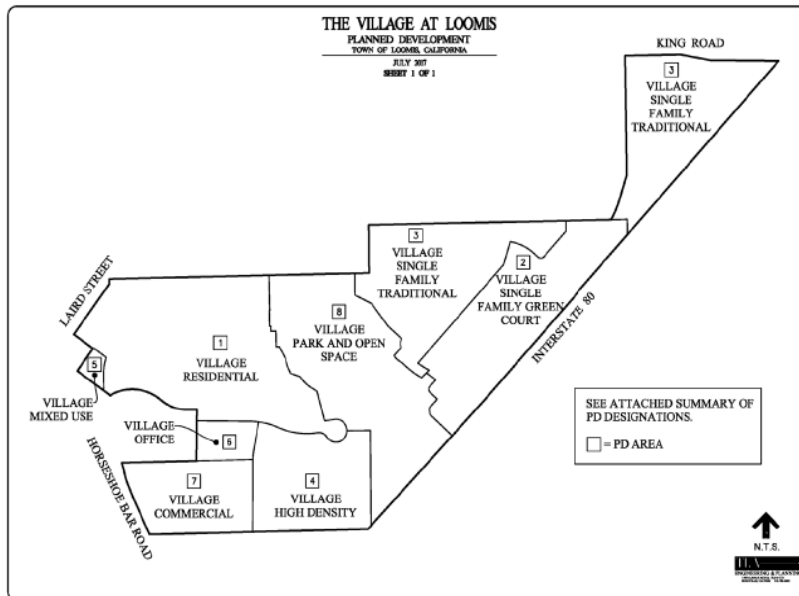 THE VILLAGE AT LOOMIS
PLANNED DEVELOPMENT
TOWN OF LOOMIS, CALIFORNIA
JULY 2017
SHEET 1 OF 1
KING ROAD
3
VILLAGE
SINGLE
FAMILY
TRADITIONAL
3
VILLAGE
SINGLE
FAMILY
TRADITIONAL
2
VILLAGE
SINGLE
FAMILY GREEN
COURT
INTERSTATE 80
LAIRD STREET
8
VILLAGE
PARK AND OPEN
SPACE
1
VILLAGE
RESIDENTIAL
5
VILLAGE
MIXED USE
VILLAGE
OFFICE
6
HORSESHOE BAR ROAD
7
VILLAGE
COMMERCIAL
4
VILLAGE
HIGH DENSITY
SEE ATTACHED SUMMARY OF
PD DESIGNATIONS.
= PD AREA
N.T.S.
ENGINEERING & PLANNING